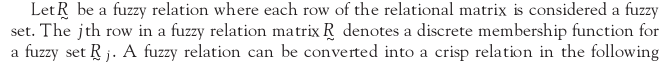 Let R̰ be a fuzzy relation where each row of the relational matrix is considered a fuzzy
set. The jth row in a fuzzy relation matrix R̰ denotes a discrete membership function for
a fuzzy set R̰ j. A fuzzy relation can be converted into a crisp relation in the following